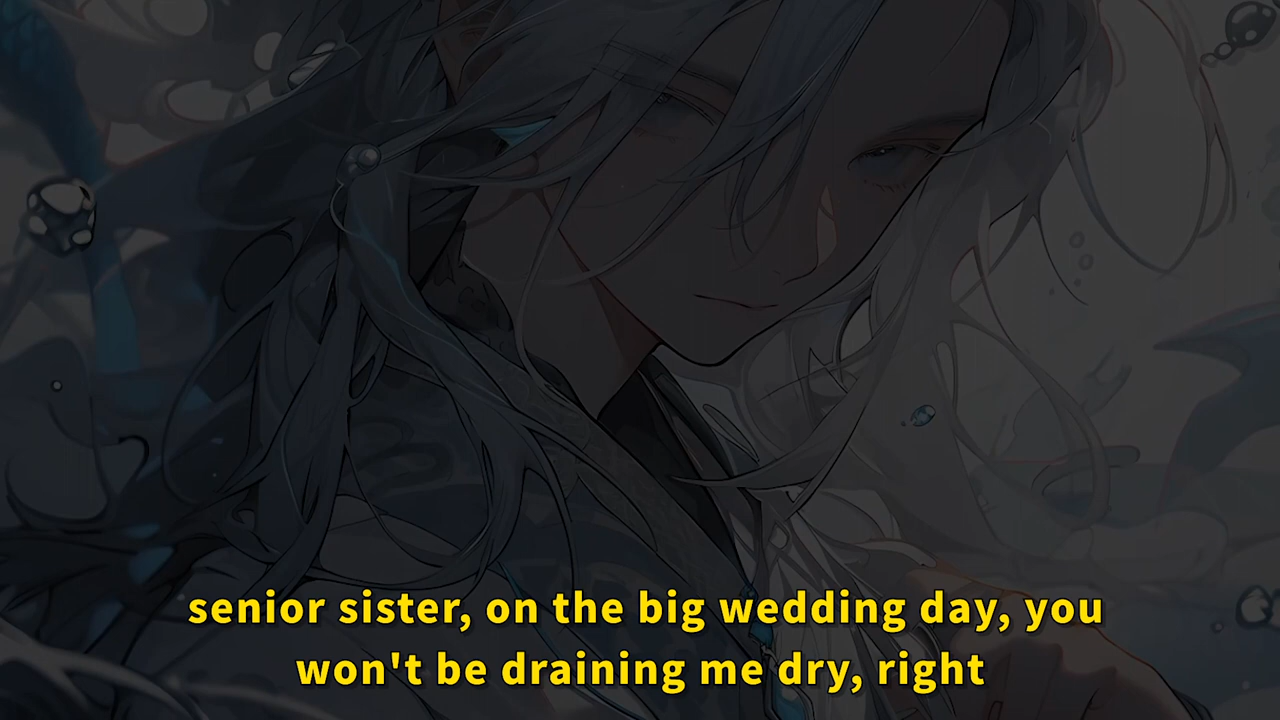 senior sister, on the big wedding day, you
won't be draining me dry, right